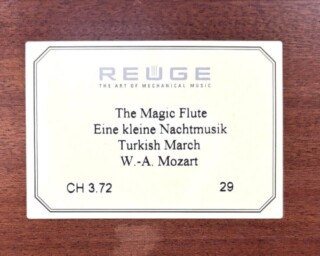 REUGE
THE ART OF MECHANICAL MUSIC
The Magic Flute
Eine kleine Nachtmusik
Turkish March
W.-A. Mozart
CH 3.72 29